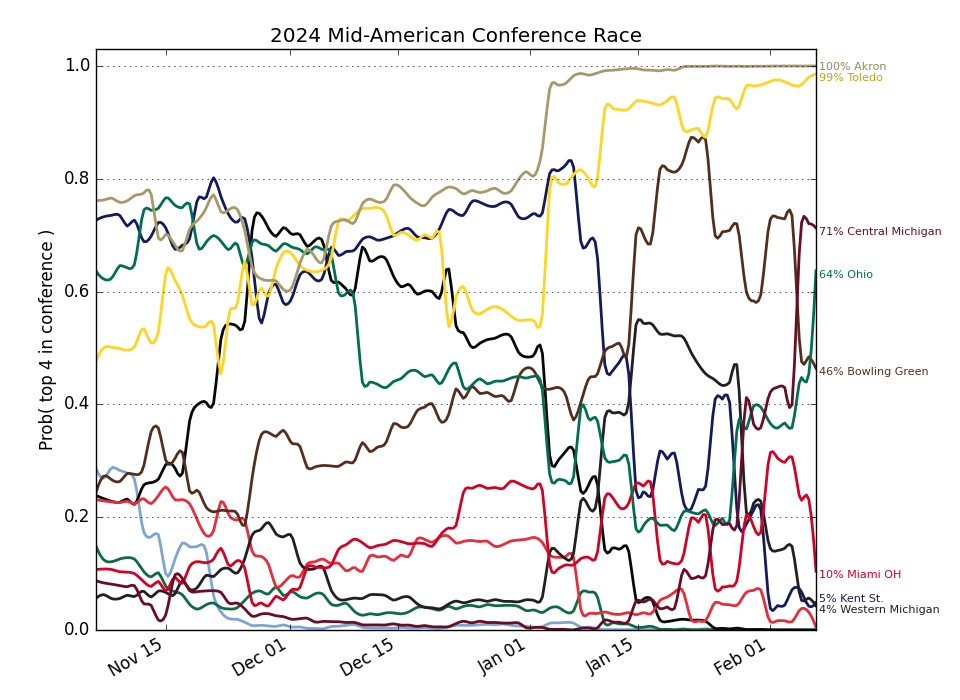 2024 Mid-American Conference Race
Prob( top 4 in conference )
1.0
0.8
0.6
0.4
0.2
0.0
Nov 15
Dec 01
Dec 15
Jan 01
Jan 15
Feb 01
100% Akron
99% Toledo
71% Central Michigan
64% Ohio
46% Bowling Green
10% Miami OH
5% Kent St.
4% Western Michigan